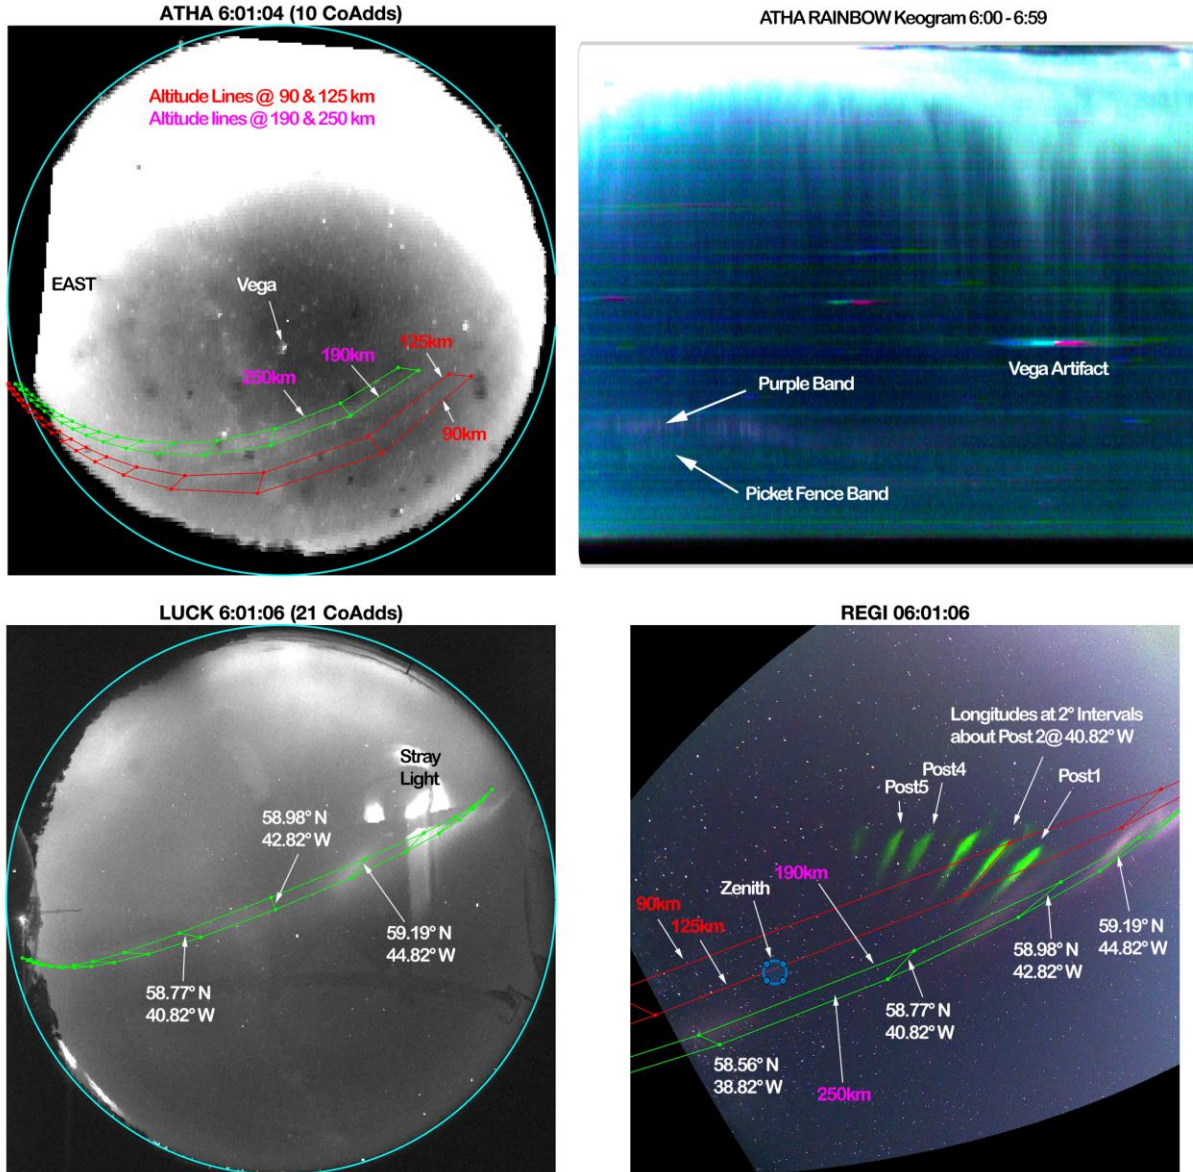 ATHA 6:01:04 (10 CoAdds)
Altitude Lines @ 90 & 125 km
Altitude lines @ 190 & 250 km
EAST
Vega
125km
190km
250km
90km
ATHA RAINBOW Keogram 6:00 - 6:59
Vega Artifact
Purple Band
Picket Fence Band
LUCK 6:01:06 (21 CoAdds)
Stray
Light
58.98° N
42.82° W
59.19° N
44.82° W
58.77° N
40.82° W
REGI 06:01:06
Longitudes at 2° Intervals
about Post 2@ 40.82° W
Post4
Post5
Post1
190km
Zenith
90km
125km
59.19° N
44.82° W
58.98° N
42.82° W
58.77° N
40.82° W
58.56° N
38.82° W
250km